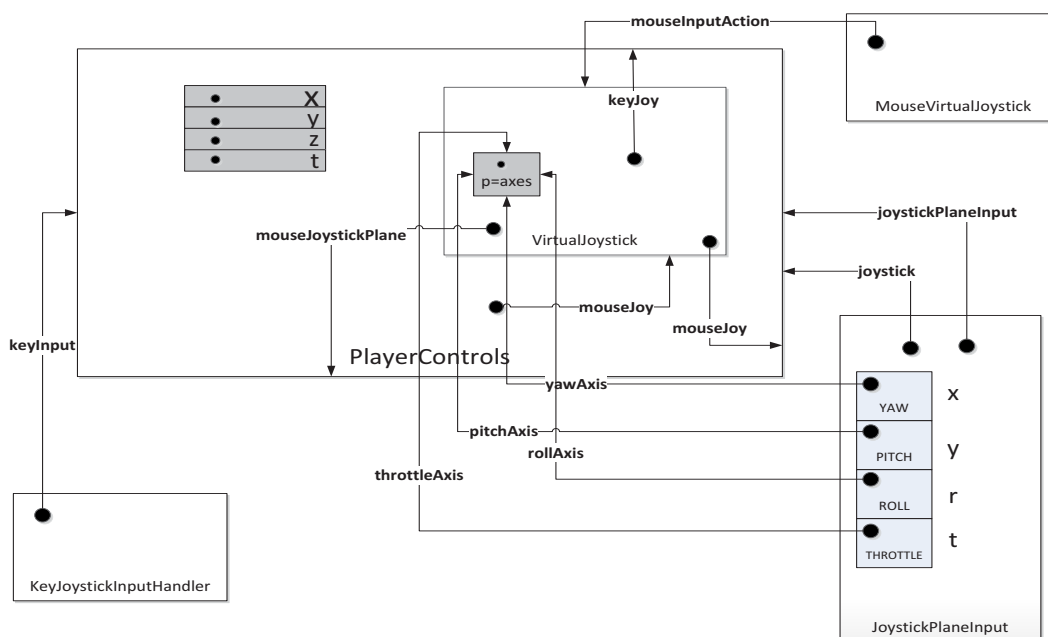 mouseInputAction
MouseVirtualJoystick
keyJoy
x
y
z
t
p=axes
VirtualJoystick
mouseJoystickPlane
joystickPlaneInput
joystick
mouseJoy
mouseJoy
keyInput
PlayerControls
yawAxis
YAW
x
pitchAxis
PITCH
y
rollAxis
throttleAxis
ROLL
r
THROTTLE
t
KeyJoystickInputHandler
JoystickPlaneInput